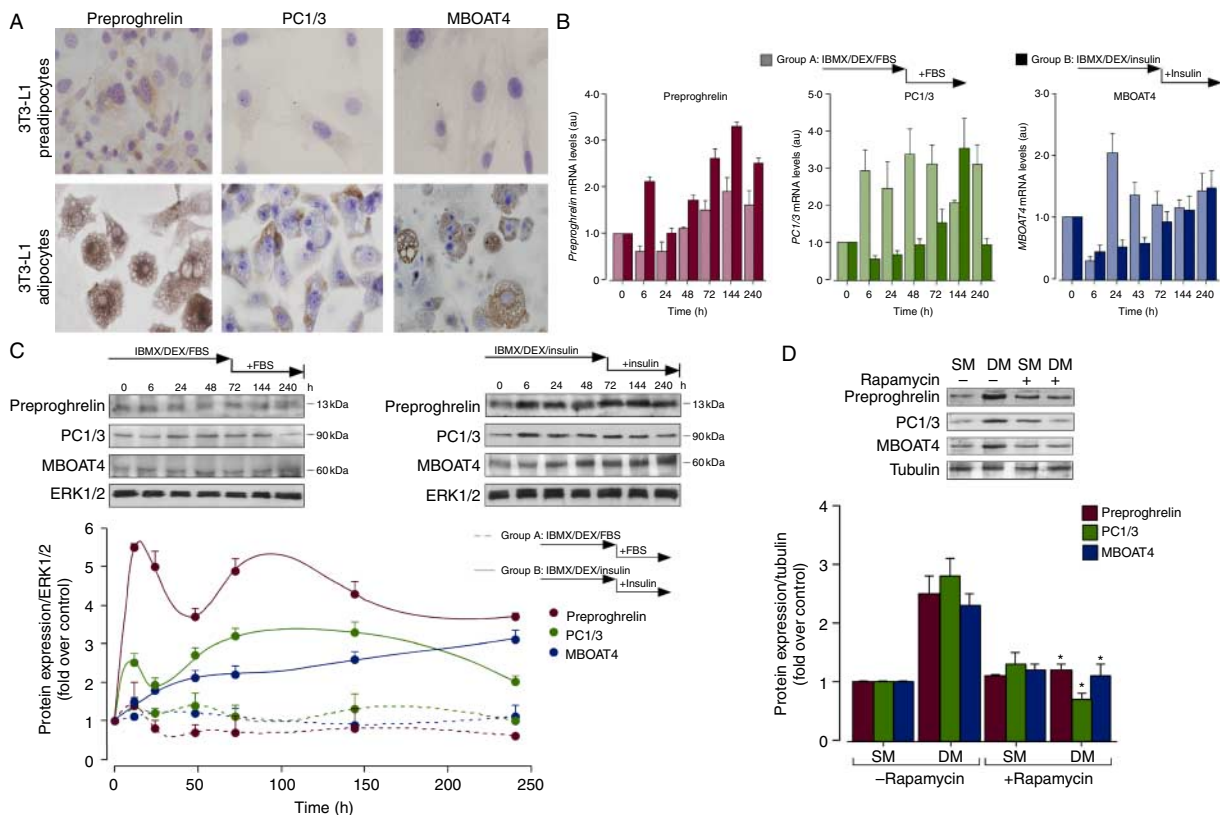 A
Preproghrelin PC1/3 MBOAT4
3T3-L1
preadipocytes
3T3-L1
adipocytes
B
Group A: IBMX/DEX/FBS
+FBS
Group B: IBMX/DEX/insulin
+Insulin
Preproghrelin
Preproghrelin mRNA levels (au)
4·0
3·0
2·0
1·0
0
0 6 24 48 72 144 240
Time (h)
PC1/3
PC1/3 mRNA levels (au)
5·0
4·0
3·0
2·0
1·0
0
0 6 24 48 72 144 240
Time (h)
MBOAT4
MBOAT4 mRNA levels (au)
3·0
2·0
1·0
0
0 6 24 43 72 144 240
Time (h)
C
IBMX/DEX/FBS
+FBS
0 6 24 48 72 144 240 h
Preproghrelin 13 kDa
PC1/3 90 kDa
MBOAT4 60 kDa
ERK1/2
IBMX/DEX/insulin
+insulin
0 6 24 48 72 144 240 h
Preproghrelin 13 kDa
PC1/3 90 kDa
MBOAT4 60 kDa
ERK1/2
Protein expression/ERK1/2
(fold over control)
6
5
4
3
2
1
0
0 50 100 150 200 250
Time (h)
Group A: IBMX/DEX/FBS
+FBS
Group B: IBMX/DEX/insulin
+Insulin
Preproghrelin
PC1/3
MBOAT4
D
SM DM SM DM
Rapamycin – – + +
Preproghrelin
PC1/3
MBOAT4
Tubulin
Preproghrelin
PC1/3
MBOAT4
Protein expression/tubulin
(fold over control)
4
3
2
1
0
* * *
SM DM SM DM
–Rapamycin +Rapamycin